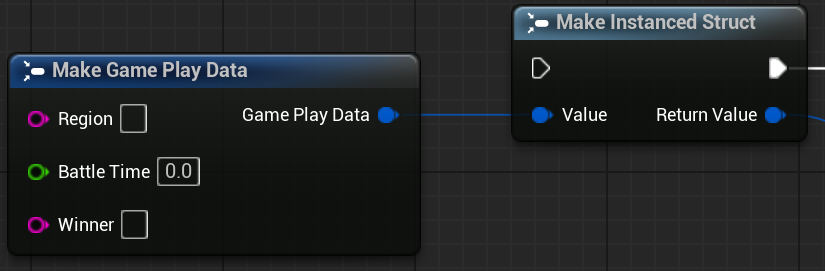 Make Instanced Struct
Make Game Play Data
Region
Game Play Data
Value
Return Value
Battle Time 0.0
Winner